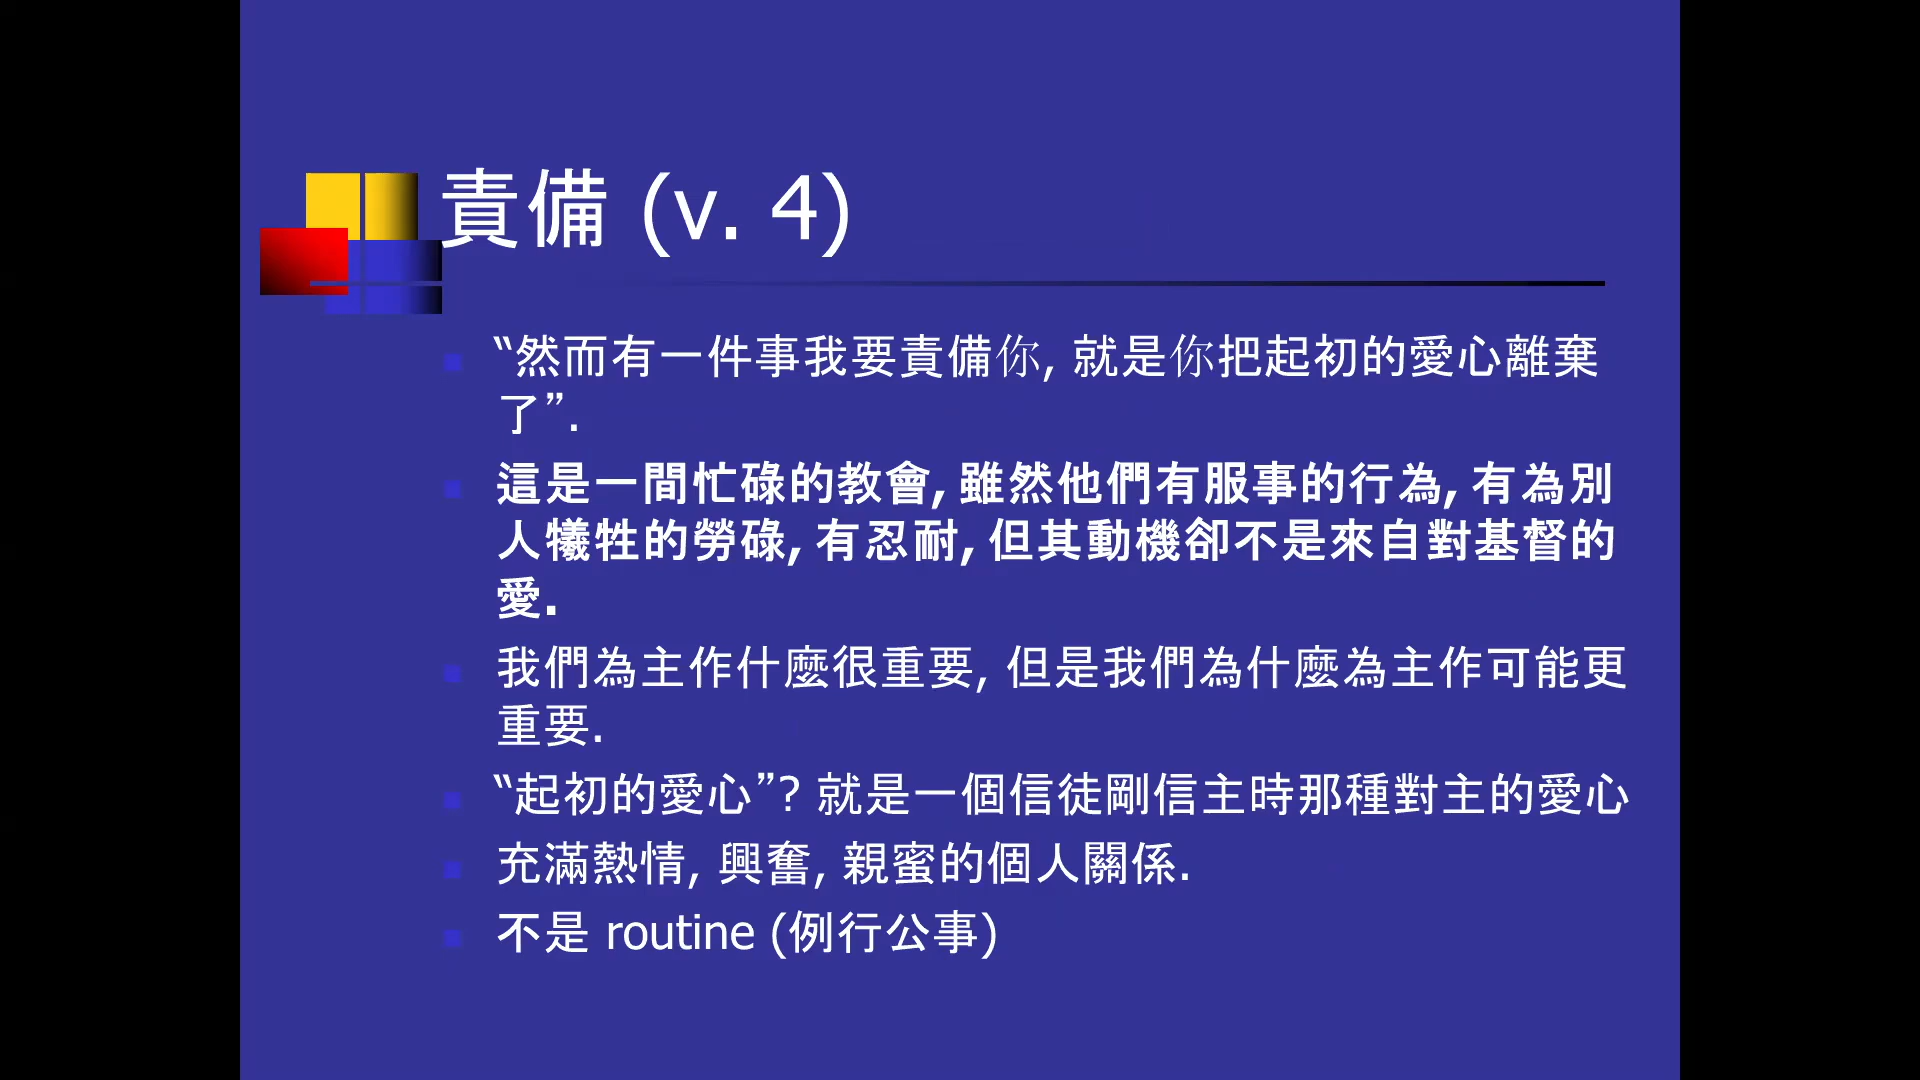 責備 (v. 4)
“然而有一件事我要責備你, 就是你把起初的愛心離棄
了”.
這是一間忙碌的教會, 雖然他們有服事的行為, 有為別
人犧牲的勞碌, 有忍耐, 但其動機卻不是來自對基督的
愛.
我們為主作什麼很重要, 但是我們為什麼為主作可能更
重要.
“起初的愛心”? 就是一個信徒剛信主時那種對主的愛心
充滿熱情, 興奮, 親蜜的個人關係.
不是 routine (例行公事)